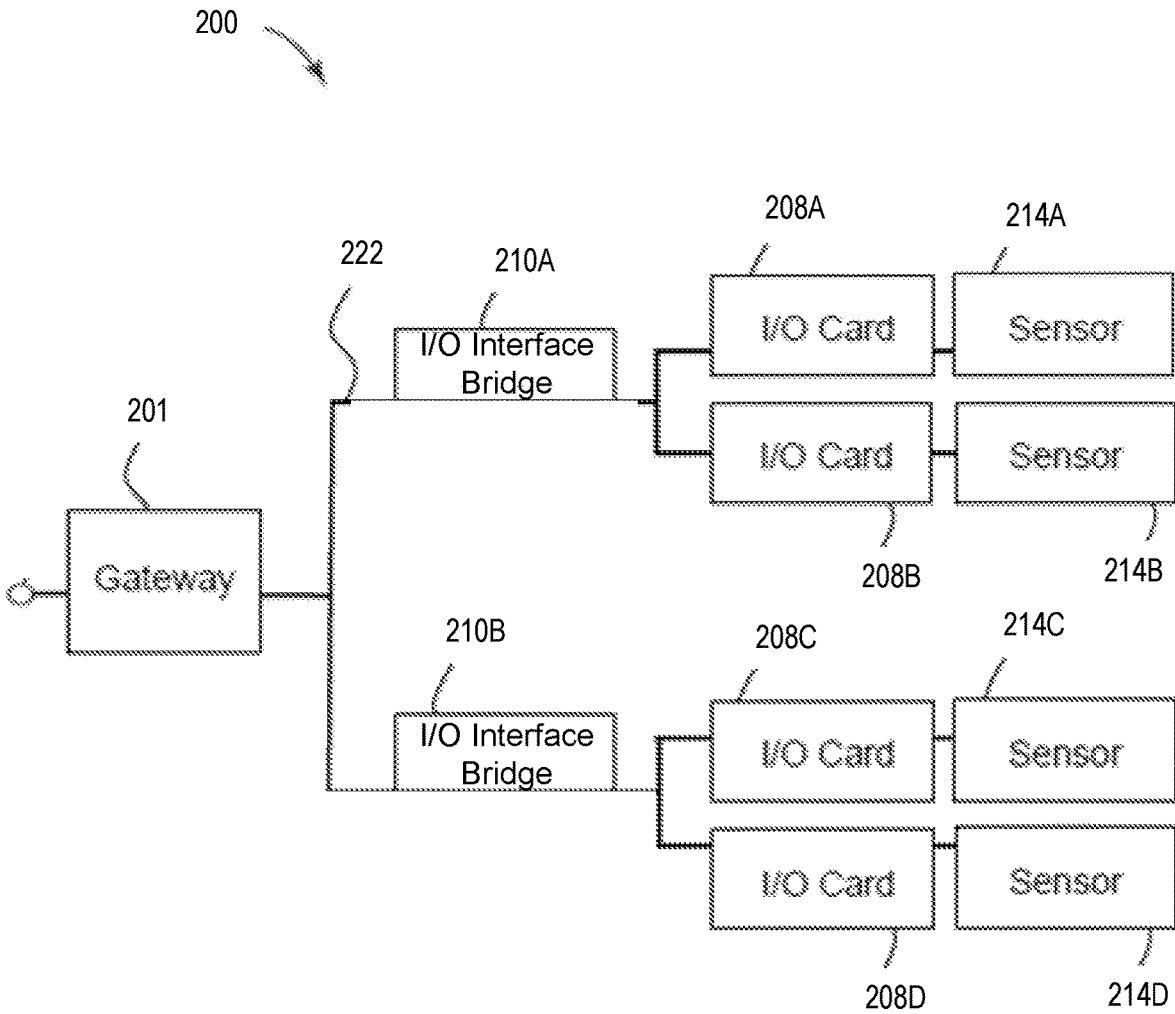 200
208A
214A
222
210A
I/O Card
Sensor
I/O Interface
Bridge
201
I/O Card
Sensor
Gateway
208B
214B
210B
208C
214C
I/O Interface
Bridge
I/O Card
Sensor
I/O Card
Sensor
208D
214D